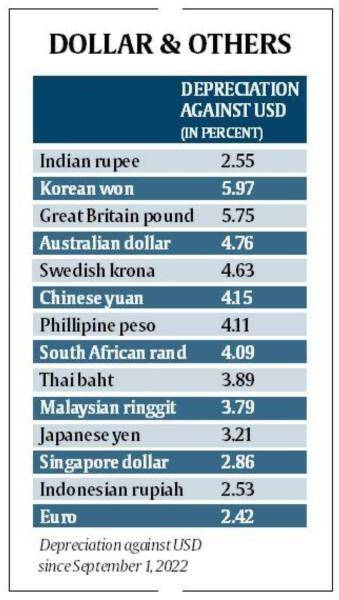 DOLLAR & OTHERS
DEPRECIATION
AGAINST USD
(IN PERCENT)
Indian rupee 2.55
Korean won 5.97
Great Britain pound 5.75
Australian dollar 4.76
Swedish krona 4.63
Chinese yuan 4.15
Phillipine peso 4.11
South African rand 4.09
Thai baht 3.89
Malaysian ringgit 3.79
Japanese yen 3.21
Singapore dollar 2.86
Indonesian rupiah 2.53
Euro 2.42
Depreciation against USD
since September 1, 2022